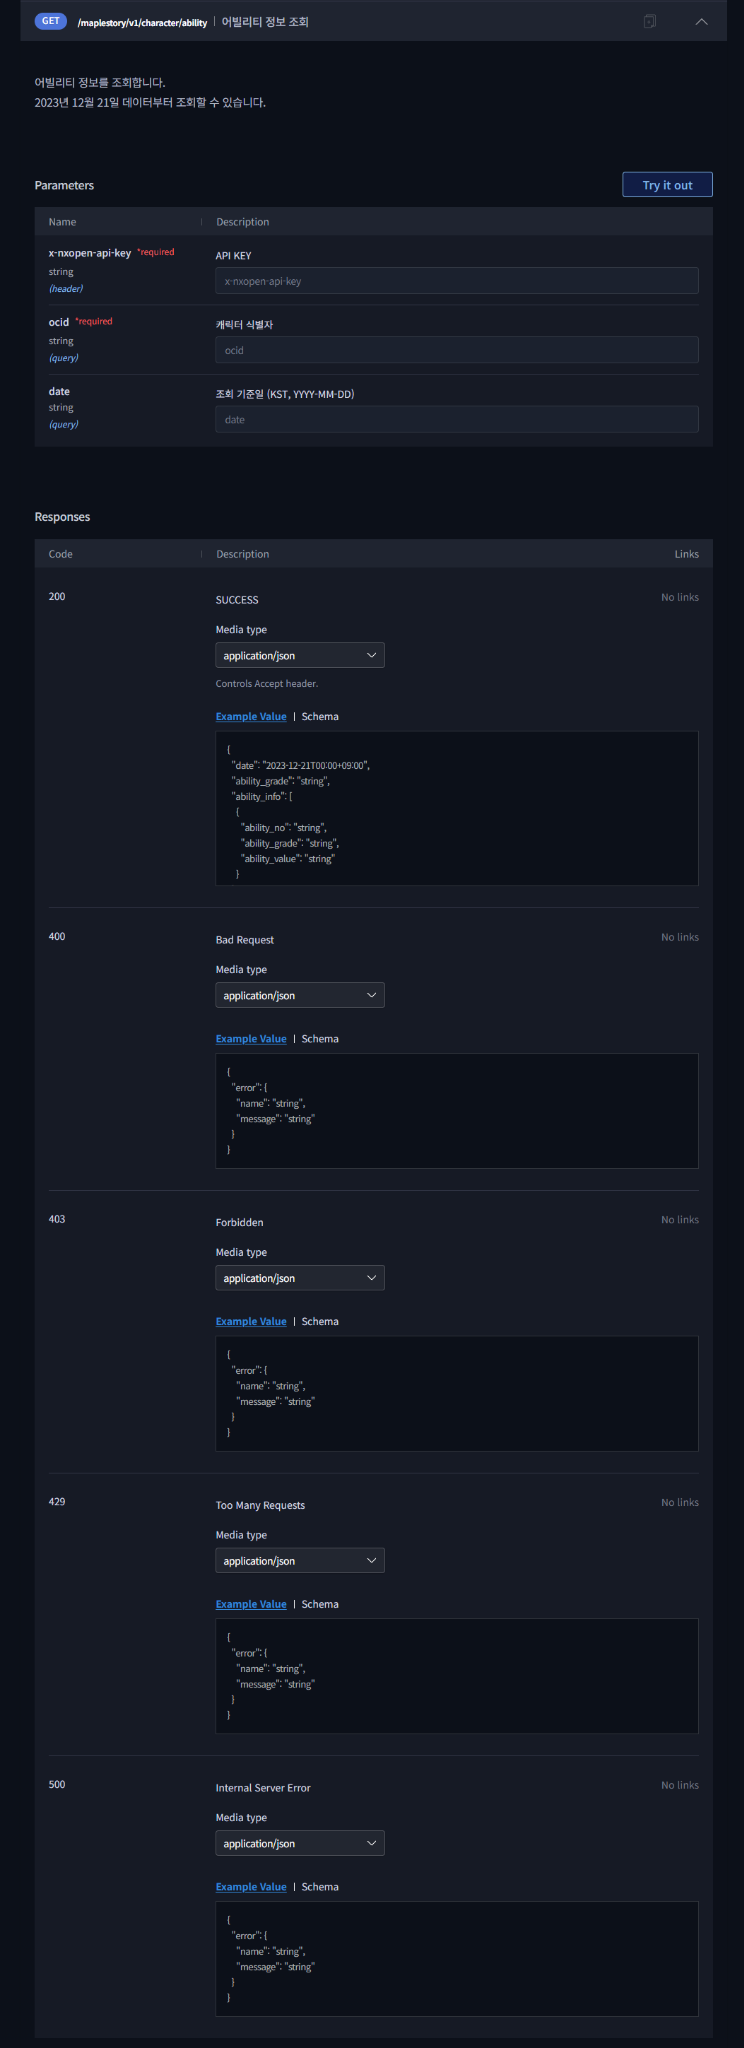 GET /maplestory/v1/character/ability | 어빌리티 정보 조회
어빌리티 정보를 조회합니다.
2023년 12월 21일 데이터부터 조회할 수 있습니다.
Parameters
Try it out
Name | Description
x-nxopen-api-key *required
API KEY
string
x-nxopen-api-key
(header)
ocid *required
캐릭터 식별자
string
ocid
(query)
date
조회 기준일 (KST, YYYY-MM-DD)
string
date
(query)
Responses
Code | Description Links
200 SUCCESS No links
Media type
application/json
Controls Accept header.
Example Value | Schema
{
"date": "2023-12-21T00:00+09:00",
"ability_grade": "string",
"ability_info": [
{
"ability_no": "string",
"ability_grade": "string",
"ability_value": "string"
}
400 Bad Request No links
Media type
application/json
Example Value | Schema
{
"error": {
"name": "string",
"message": "string"
}
}
403 Forbidden No links
Media type
application/json
Example Value | Schema
{
"error": {
"name": "string",
"message": "string"
}
}
429 Too Many Requests No links
Media type
application/json
Example Value | Schema
{
"error": {
"name": "string",
"message": "string"
}
}
500 Internal Server Error No links
Media type
application/json
Example Value | Schema
{
"error": {
"name": "string",
"message": "string"
}
}